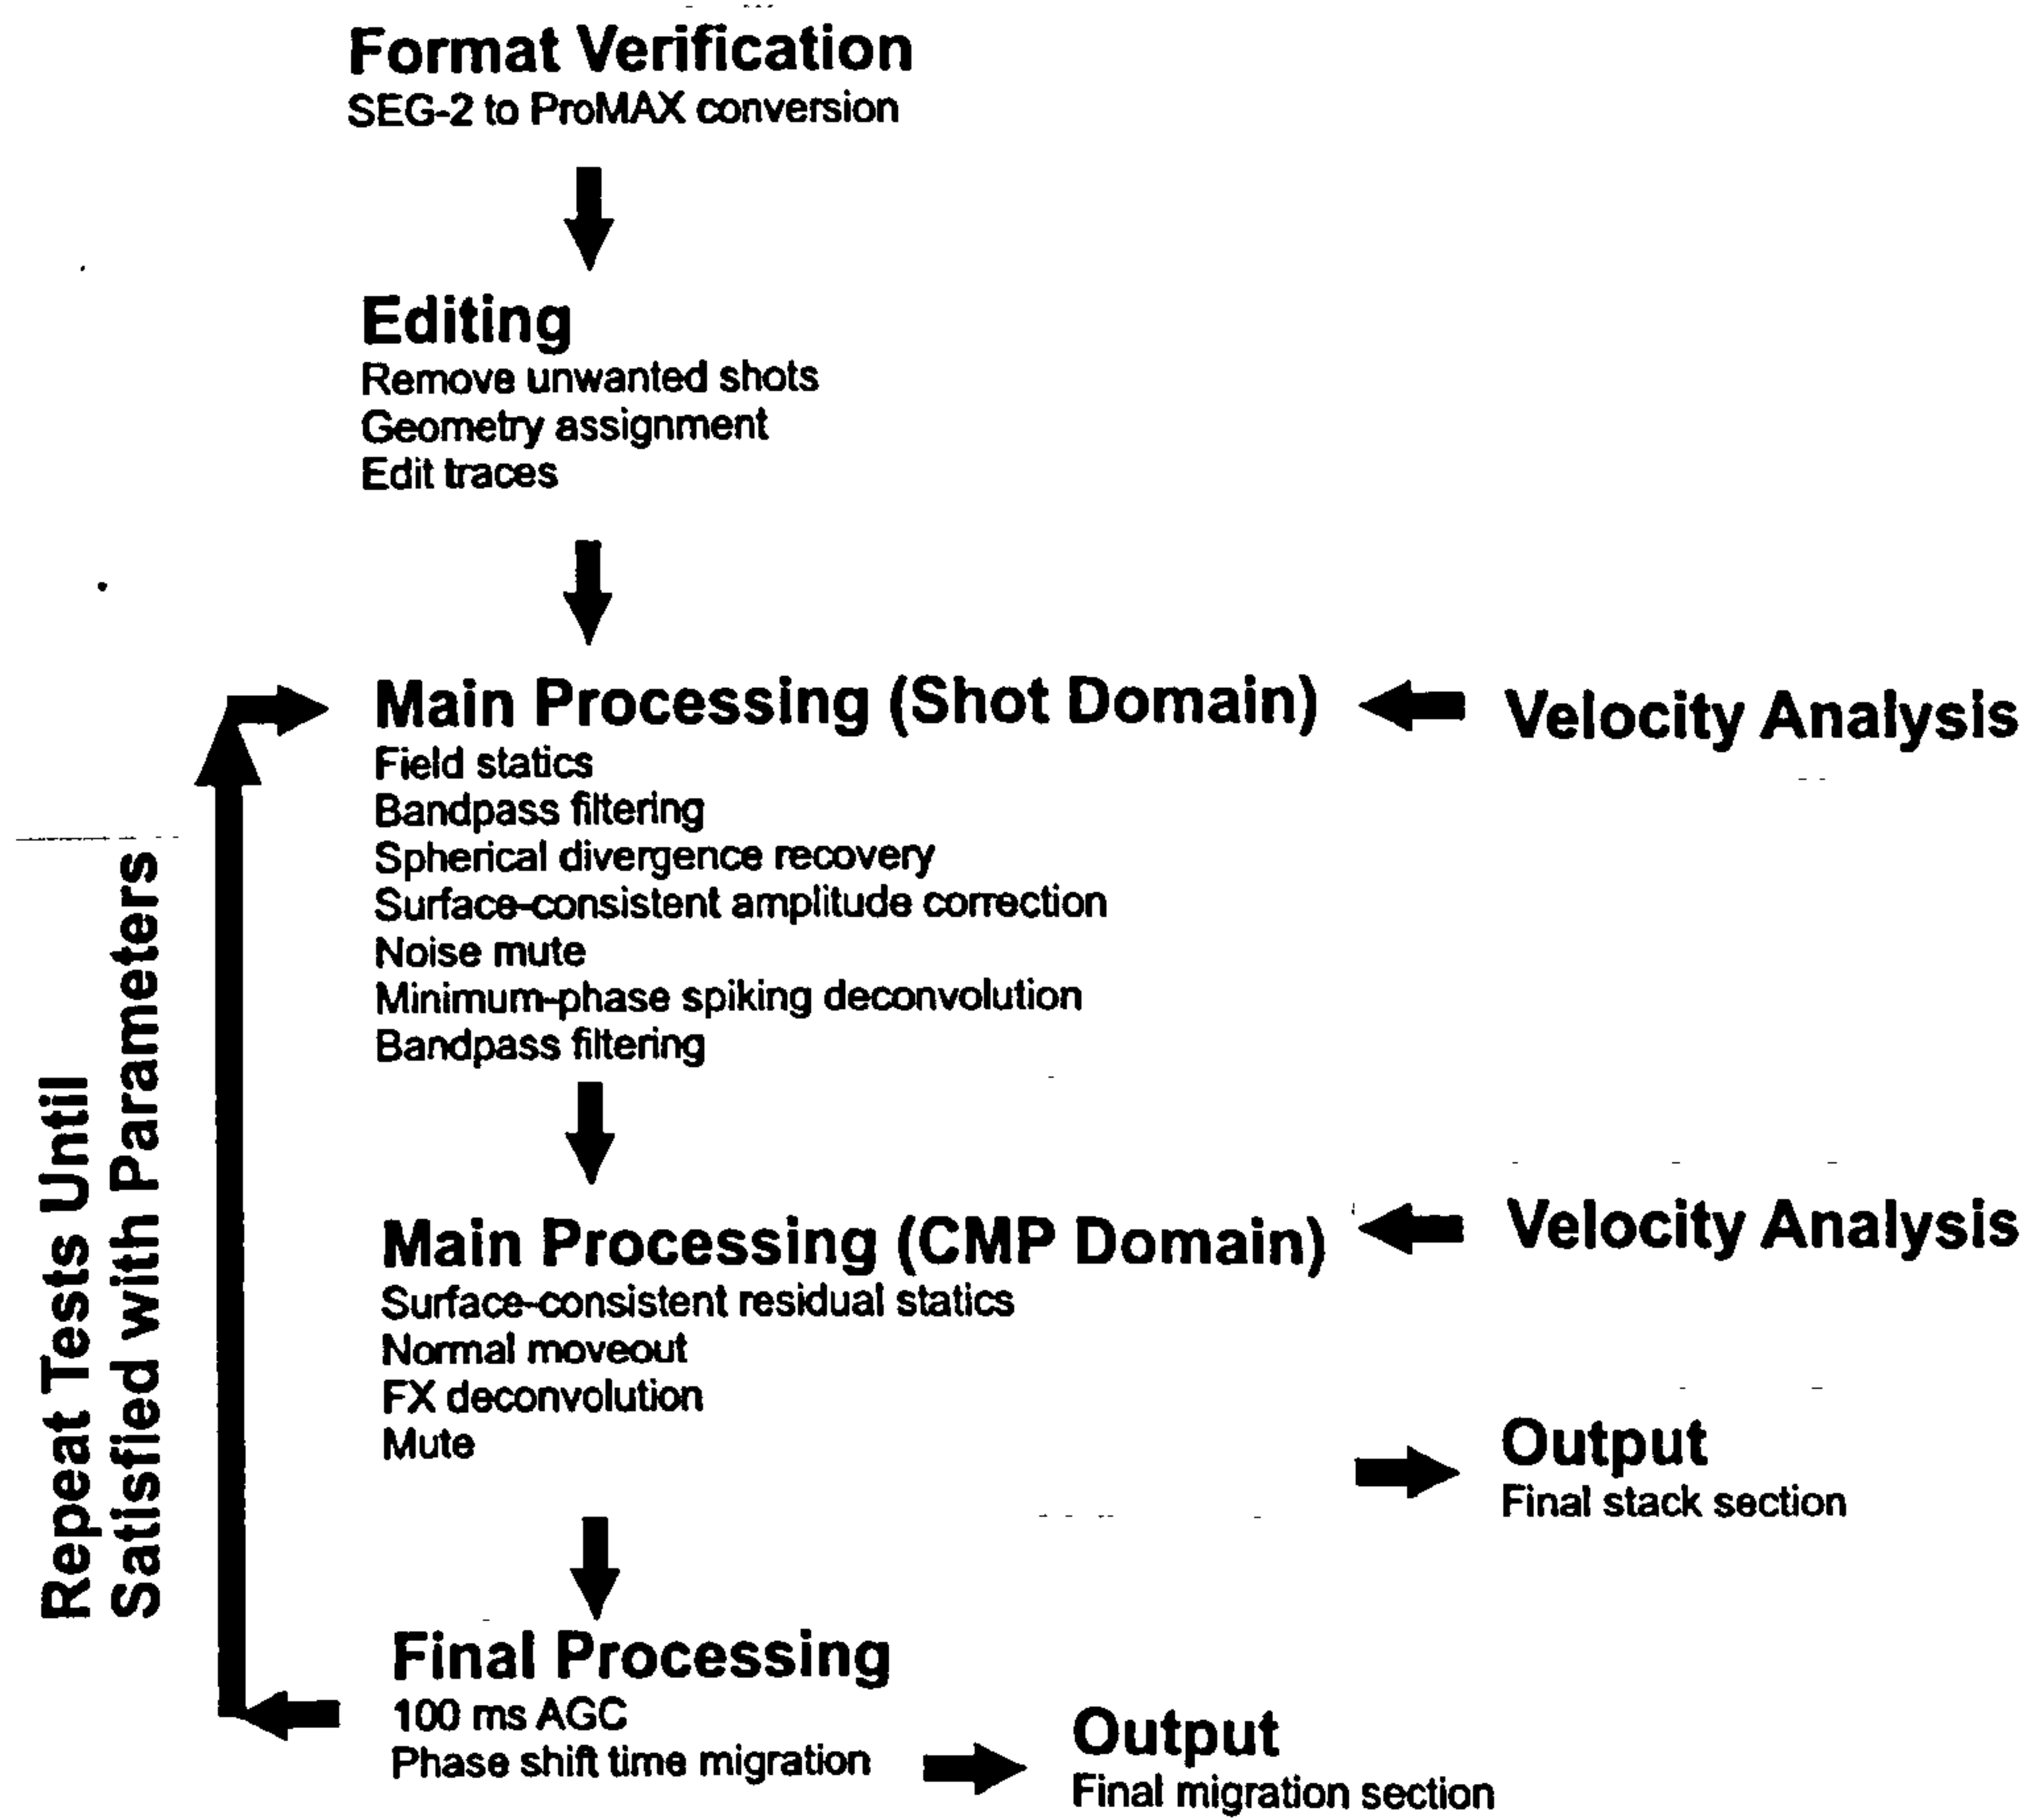 Format Verification
SEG-2 to ProMAX conversion
Editing
Remove unwanted shots
Geometry assignment
Edit traces
Main Processing (Shot Domain)
Velocity Analysis
Field statics
Bandpass filtering
Spherical divergence recovery
Surface-consistent amplitude correction
Noise mute
Minimum-phase spiking deconvolution
Bandpass filtering
Main Processing (CMP Domain)
Velocity Analysis
Surface-consistent residual statics
Normal moveout
FX deconvolution
Mute
Output
Final stack section
Final Processing
100 ms AGC
Phase shift time migration
Output
Final migration section
Repeat Tests Until
Satisfied with Parameters